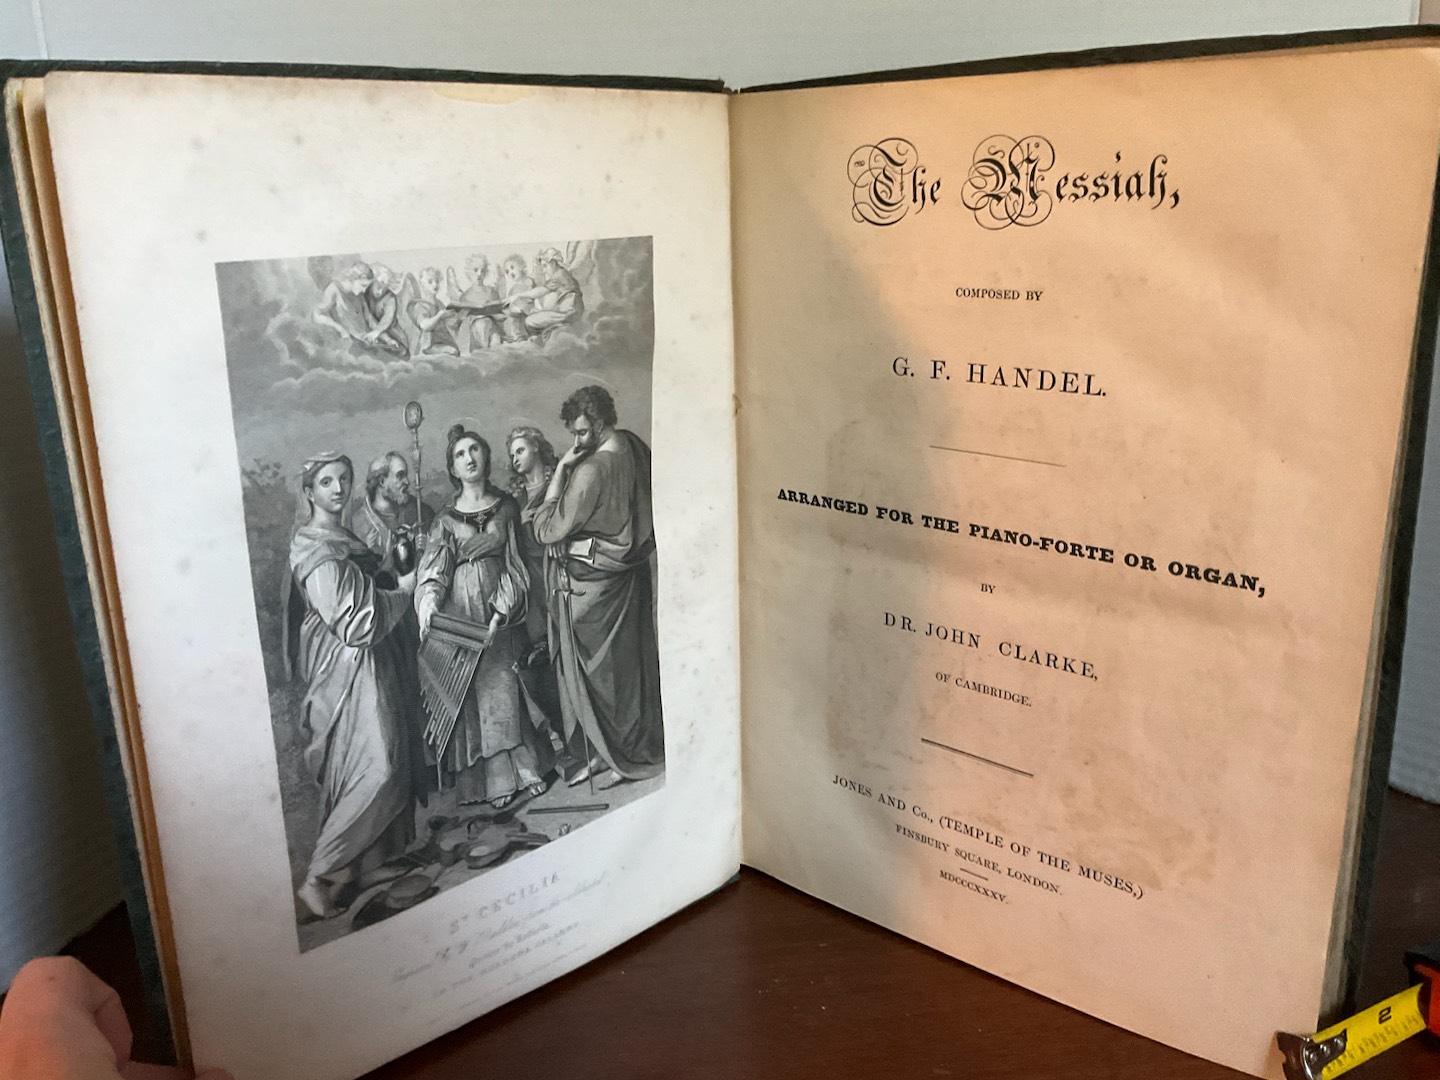 St CECILIA
The Messiah,
COMPOSED BY
G. F. HANDEL.
ARRANGED FOR THE PIANO-FORTE OR ORGAN,
BY
DR. JOHN CLARKE,
OF CAMBRIDGE.
JONES AND Co., (TEMPLE OF THE MUSES,)
FINSBURY SQUARE, LONDON.
MDCCCXXXV.
2